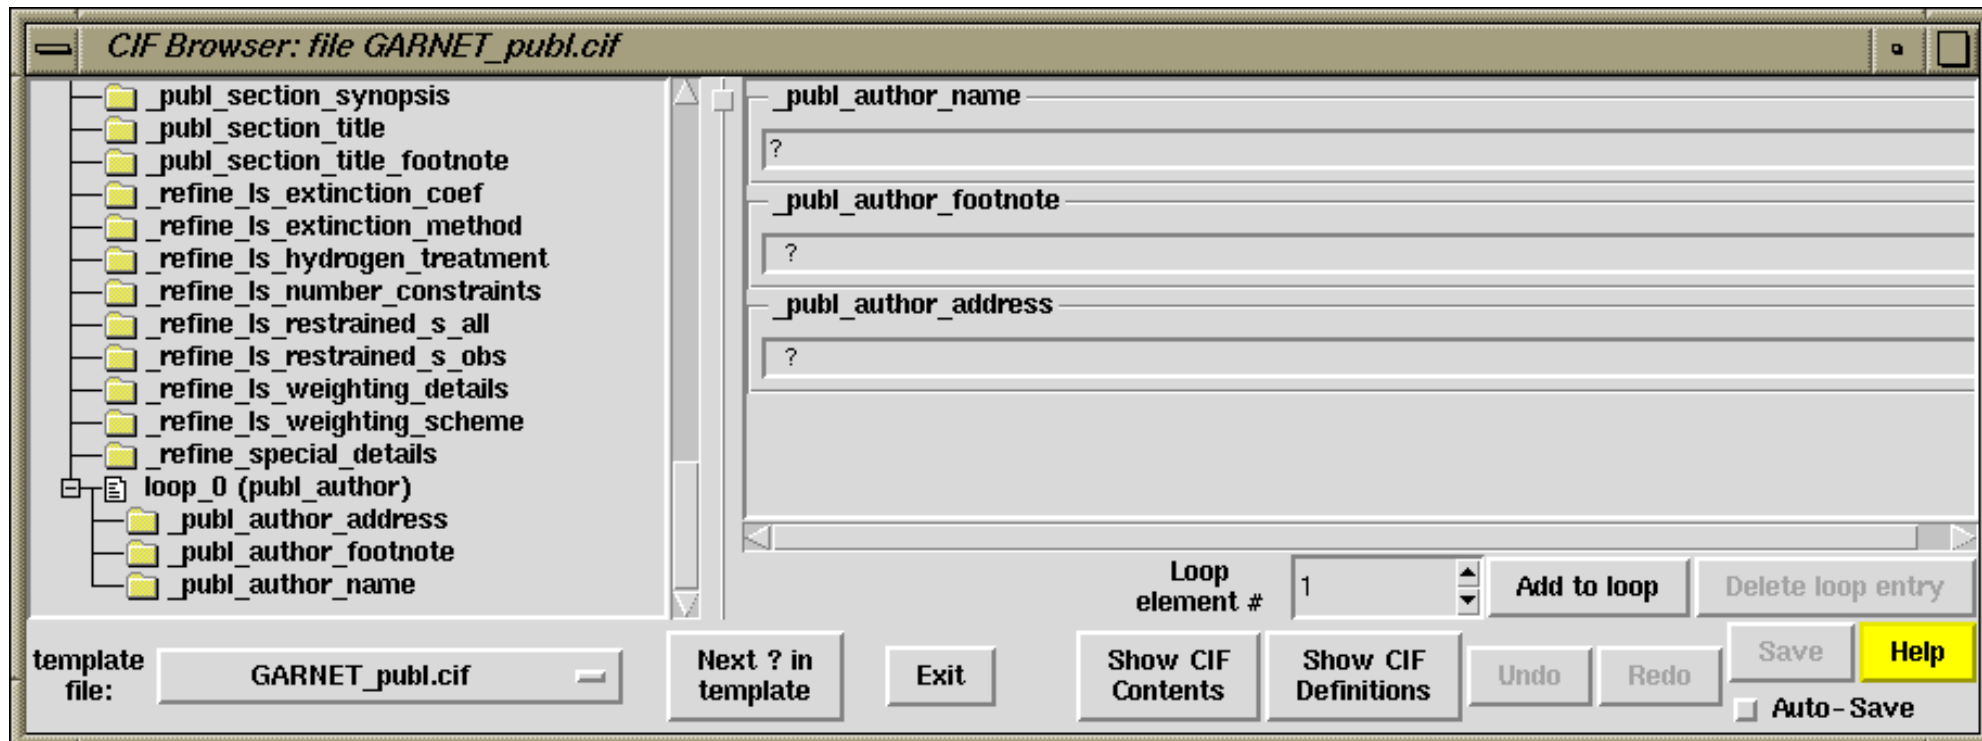 CIF Browser: file GARNET_publ.cif
_publ_section_synopsis
_publ_section_title
_publ_section_title_footnote
_refine_ls_extinction_coef
_refine_ls_extinction_method
_refine_ls_hydrogen_treatment
_refine_ls_number_constraints
_refine_ls_restrained_s_all
_refine_ls_restrained_s_obs
_refine_ls_weighting_details
_refine_ls_weighting_scheme
_refine_special_details
loop_0 (publ_author)
_publ_author_address
_publ_author_footnote
_publ_author_name
_publ_author_name
?
_publ_author_footnote
?
_publ_author_address
?
Loop
element #
1
Add to loop
Delete loop entry
template
file:
GARNET_publ.cif
Next ? in
template
Exit
Show CIF
Contents
Show CIF
Definitions
Undo
Redo
Save
Help
Auto-Save